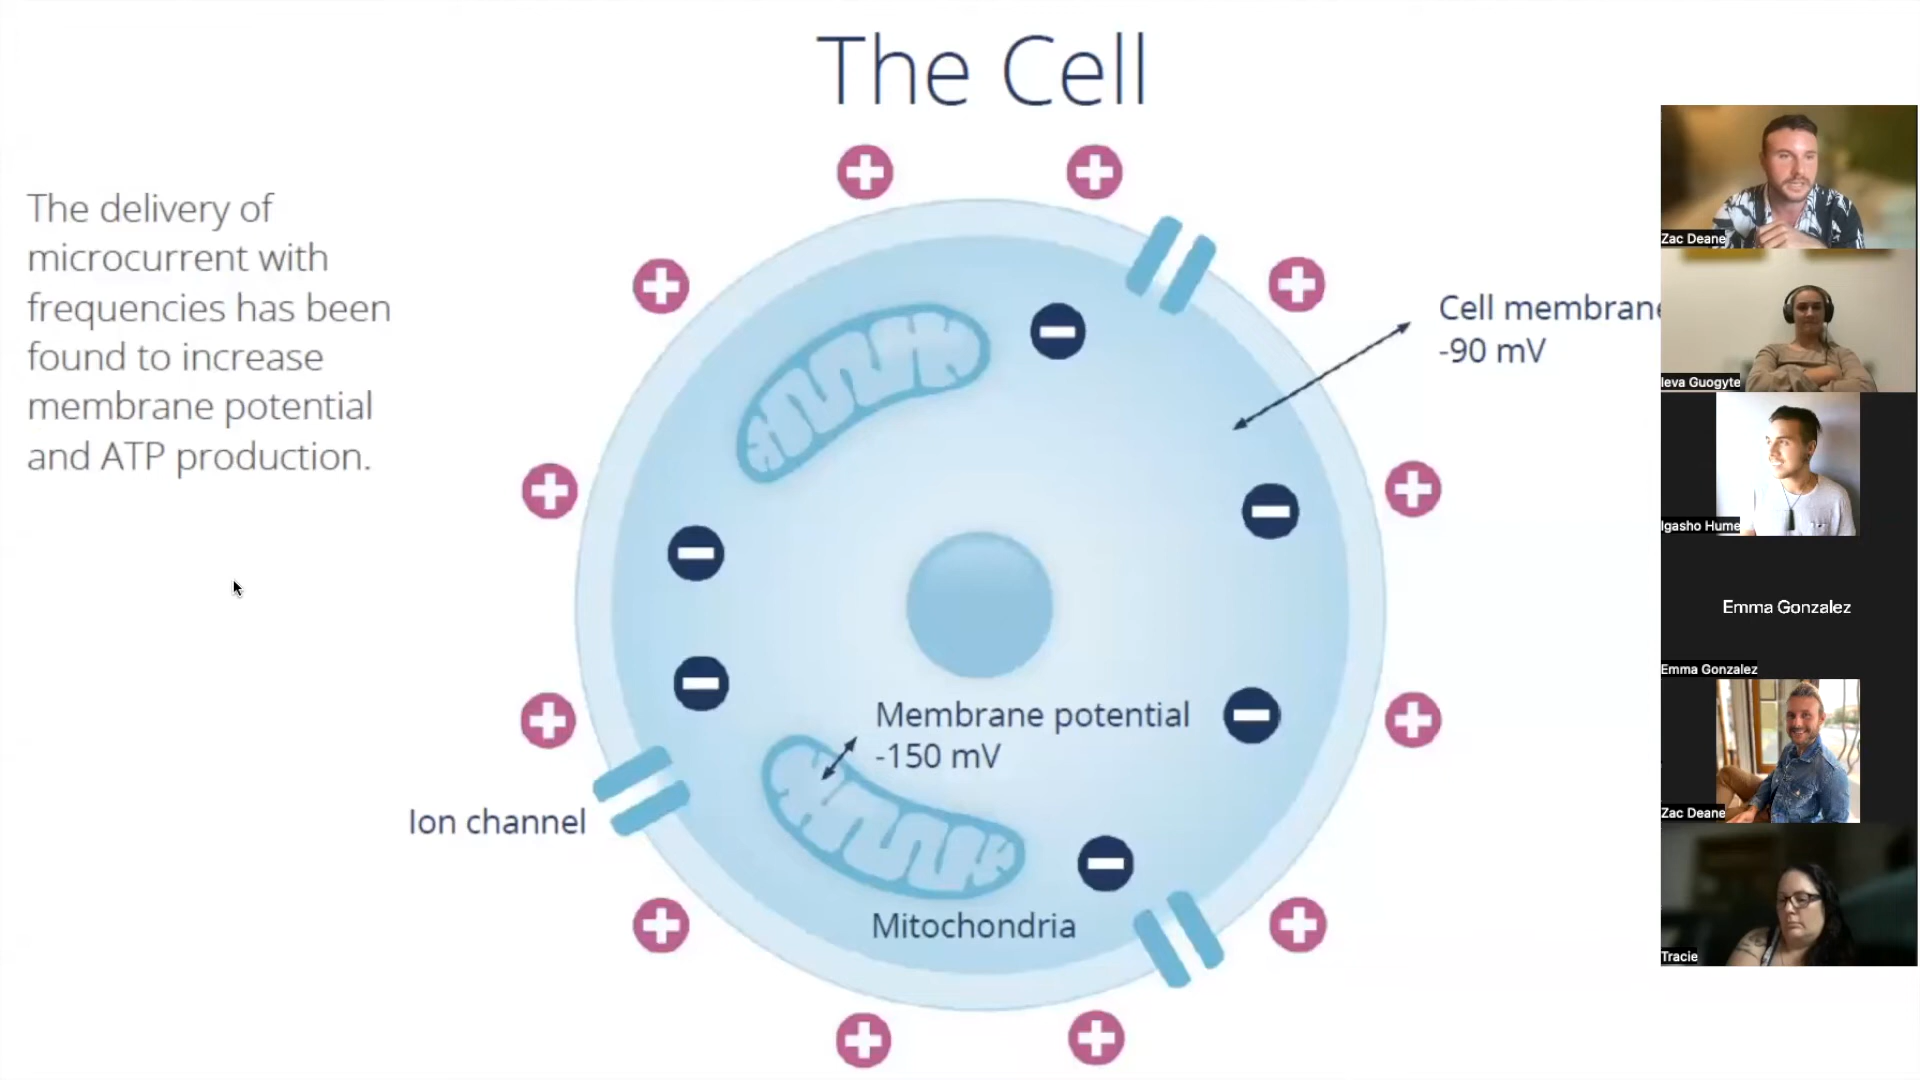 The Cell
The delivery of
microcurrent with
frequencies has been
found to increase
membrane potential
and ATP production.
Cell membrane
-90 mV
Membrane potential
-150 mV
Ion channel
Mitochondria
Zac Deane
Ieva Guogyte
Igasho Hume
Emma Gonzalez
Emma Gonzalez
Zac Deane
Tracie